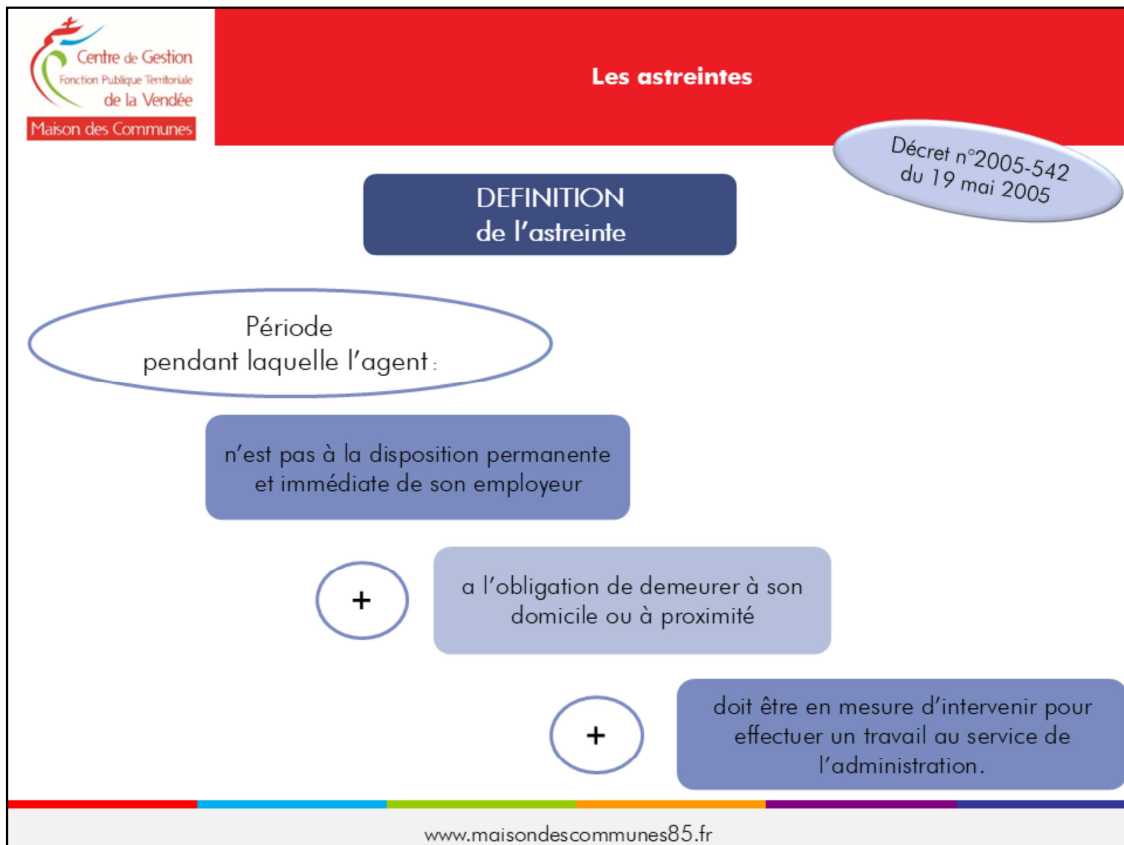 Centre de Gestion
Fonction Publique Territoriale
de la Vendée
Maison des Communes
Les astreintes
Décret n°2005-542
du 19 mai 2005
DEFINITION
de l'astreinte
Période
pendant laquelle l'agent :
n'est pas à la disposition permanente
et immédiate de son employeur
+
a l'obligation de demeurer à son
domicile ou à proximité
+
doit être en mesure d'intervenir pour
effectuer un travail au service de
l'administration.
www.maisondescommunes85.fr